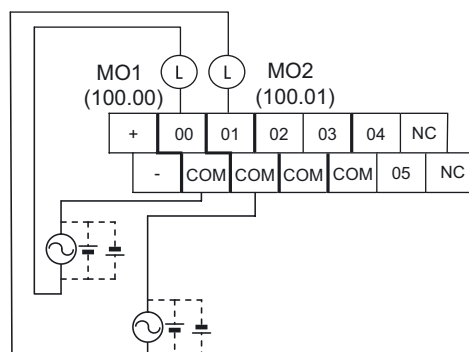 L L
MO1 MO2
(100.00) (100.01)
+ 00 01 02 03 04 NC
- COM COM COM COM 05 NC